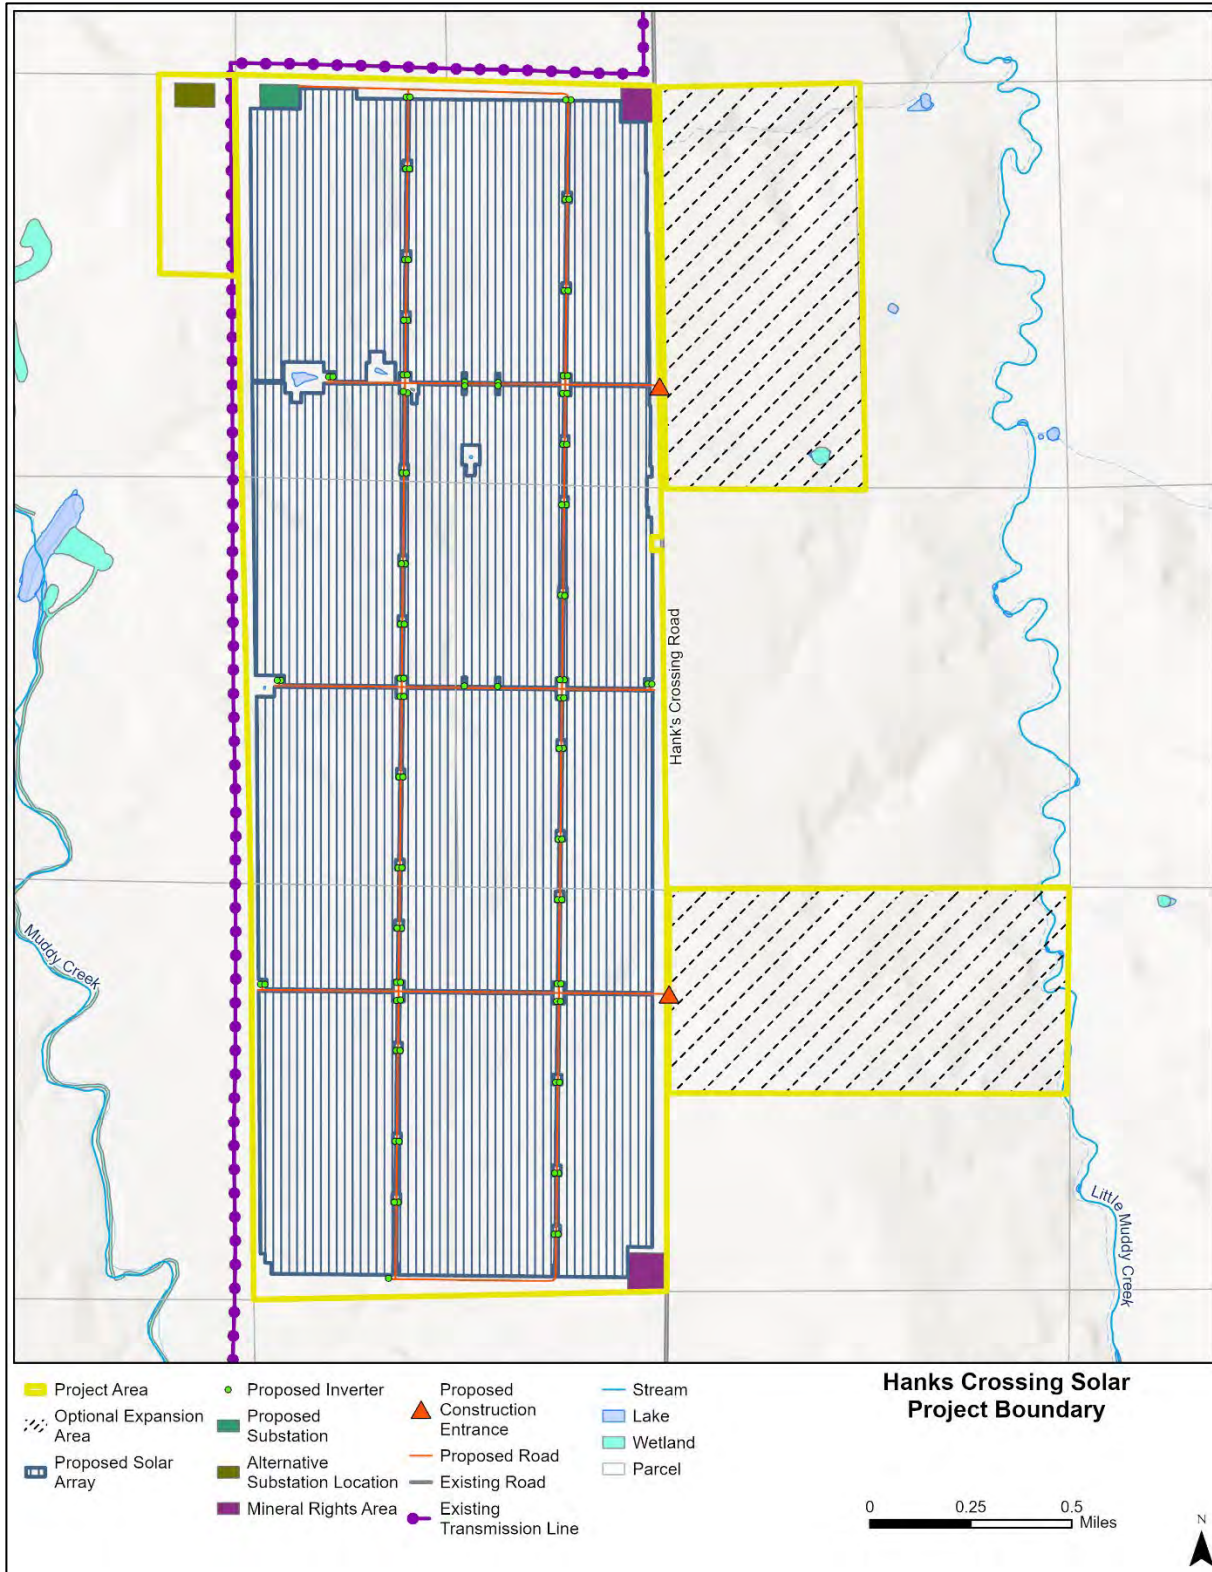 Hank's Crossing Road
Muddy Creek
Little Muddy Creek
Project Area
Optional Expansion
Area
Proposed Solar
Array
Proposed Inverter
Proposed
Substation
Alternative
Substation Location
Mineral Rights Area
Proposed
Construction
Entrance
Proposed Road
Existing Road
Existing
Transmission Line
Stream
Lake
Wetland
Parcel
Hanks Crossing Solar
Project Boundary
0 0.25 0.5
Miles
N